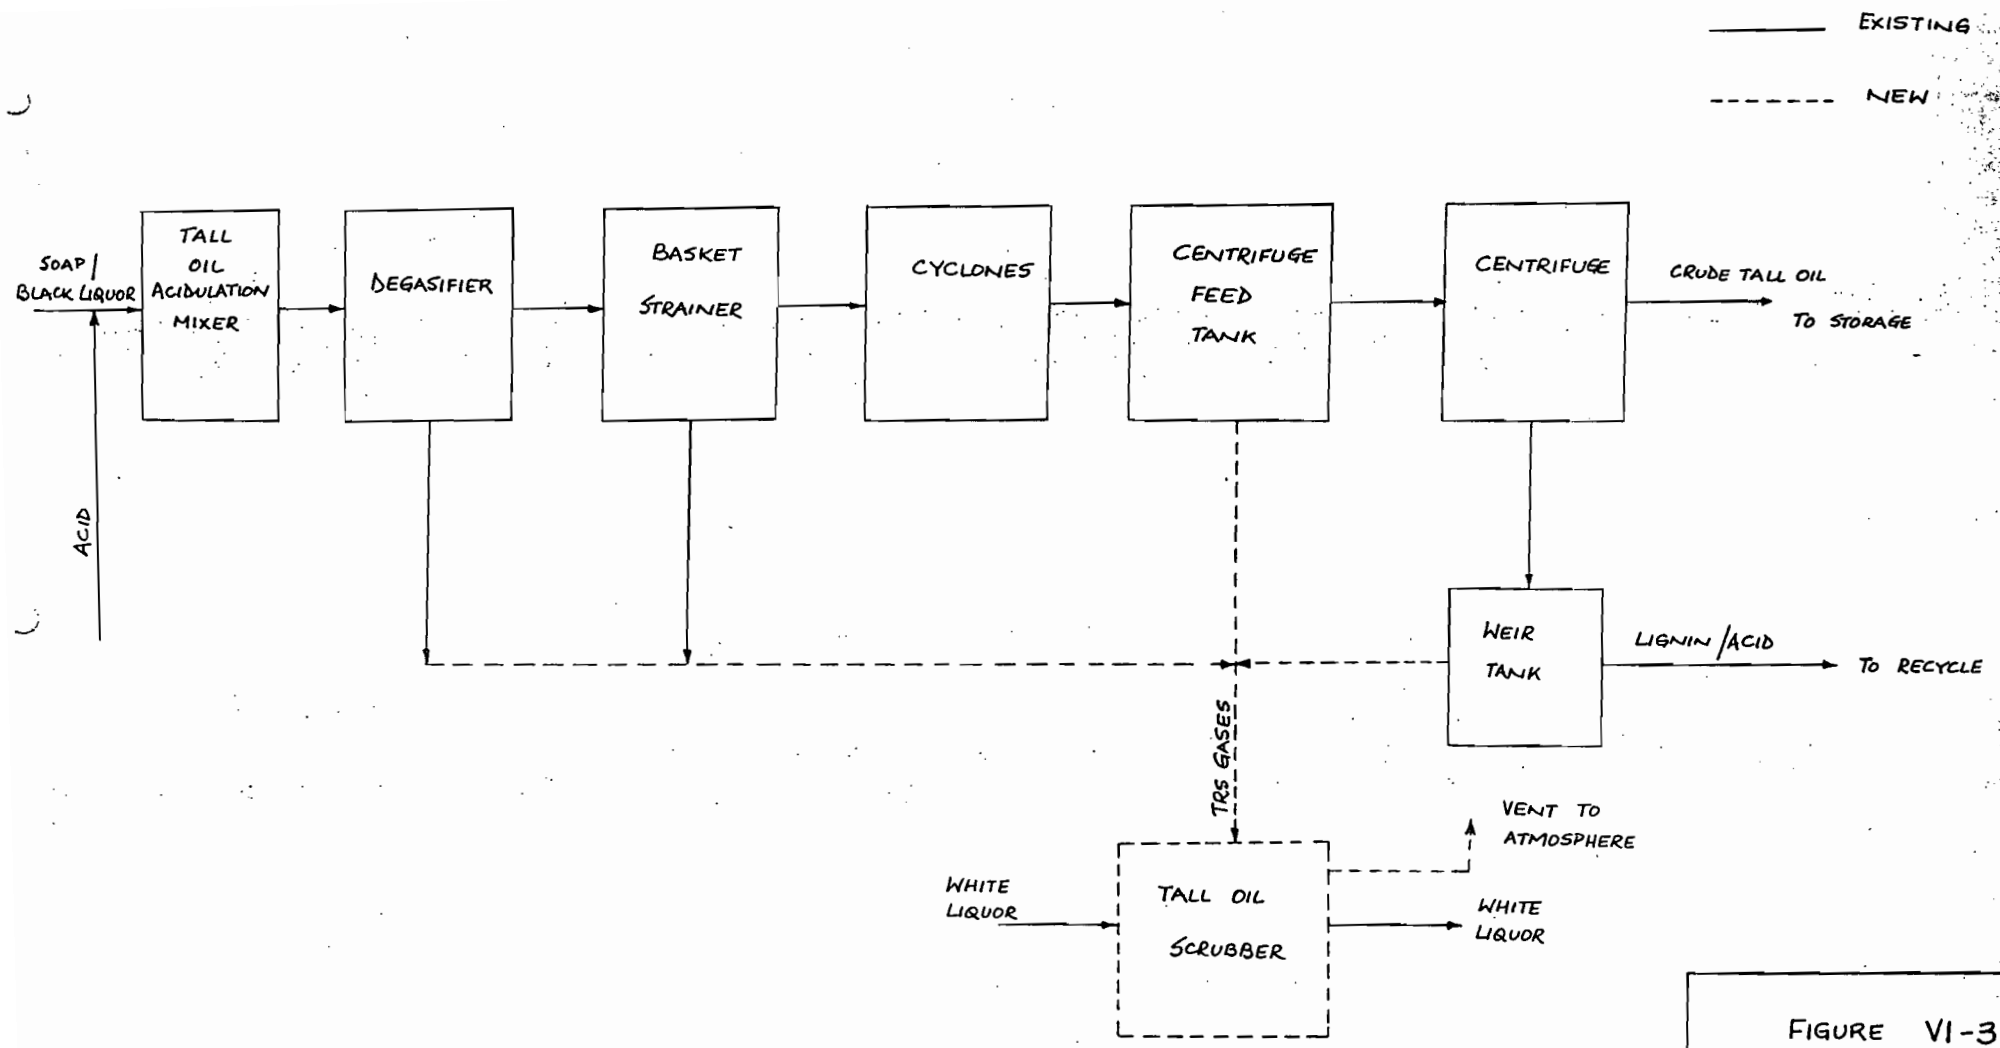 EXISTING
NEW
SOAP/
BLACK LIQUOR
ACID
TALL
OIL
ACIDULATION
MIXER
DEGASIFIER
BASKET
STRAINER
CYCLONES
CENTRIFUGE
FEED
TANK
CENTRIFUGE
CRUDE TALL OIL
TO STORAGE
WEIR
TANK
LIGNIN/ACID
TO RECYCLE
TRS GASES
VENT TO
ATMOSPHERE
WHITE
LIQUOR
TALL OIL
SCRUBBER
WHITE
LIQUOR
FIGURE VI-3